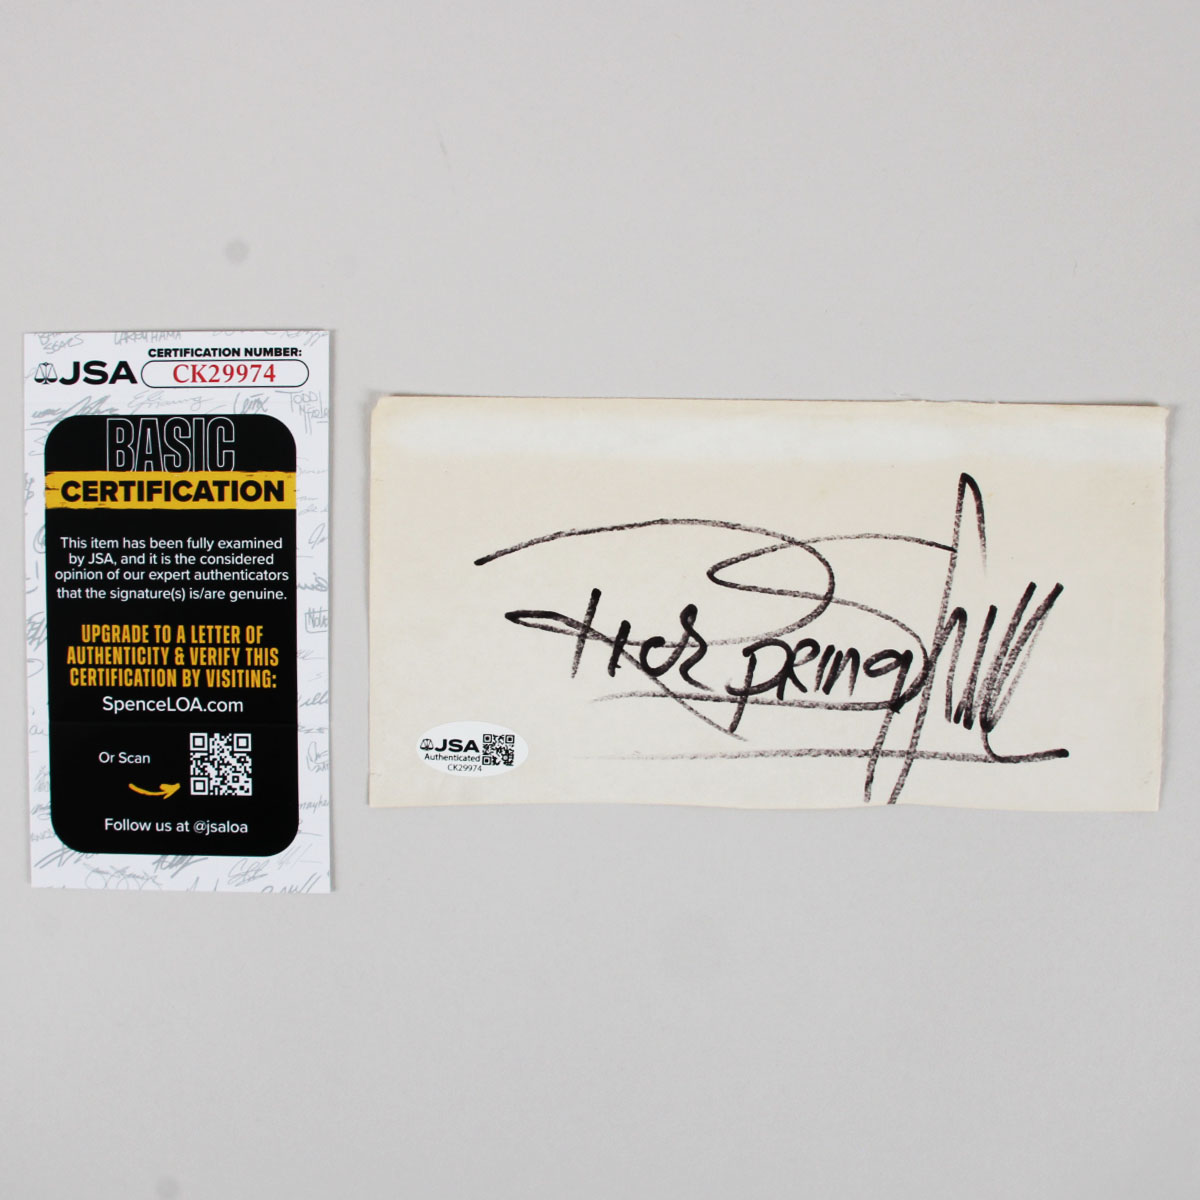 JSA
CERTIFICATION NUMBER:
CK29974
BASIC
CERTIFICATION
This item has been fully examined
by JSA, and it is the considered
opinion of our expert authenticators
that the signature(s) is/are genuine.
UPGRADE TO A LETTER OF
AUTHENTICITY & VERIFY THIS
CERTIFICATION BY VISITING:
SpenceLOA.com
Or Scan
Follow us at @jsaloa
Rick Springfield
JSA
Authenticated
CK29974